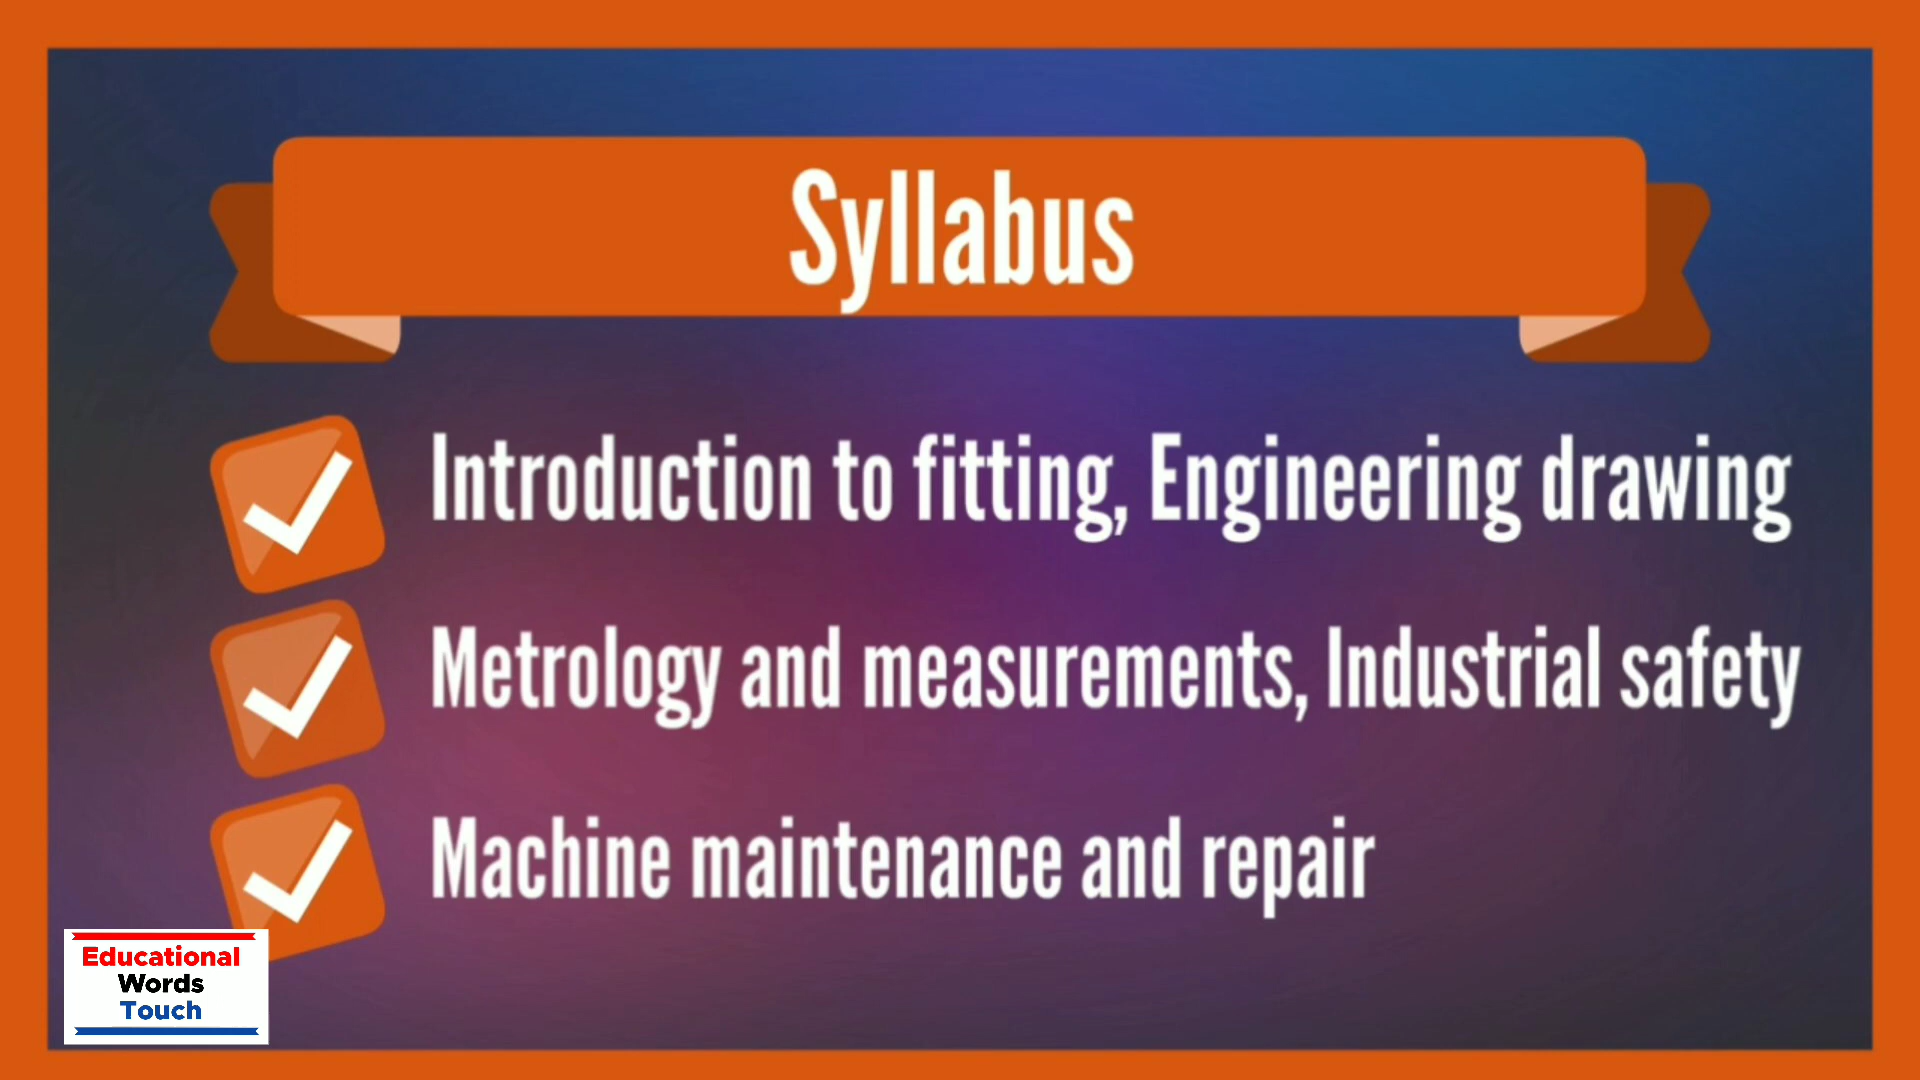 Syllabus
Introduction to fitting, Engineering drawing
Metrology and measurements, Industrial safety
Machine maintenance and repair
Educational
Words
Touch